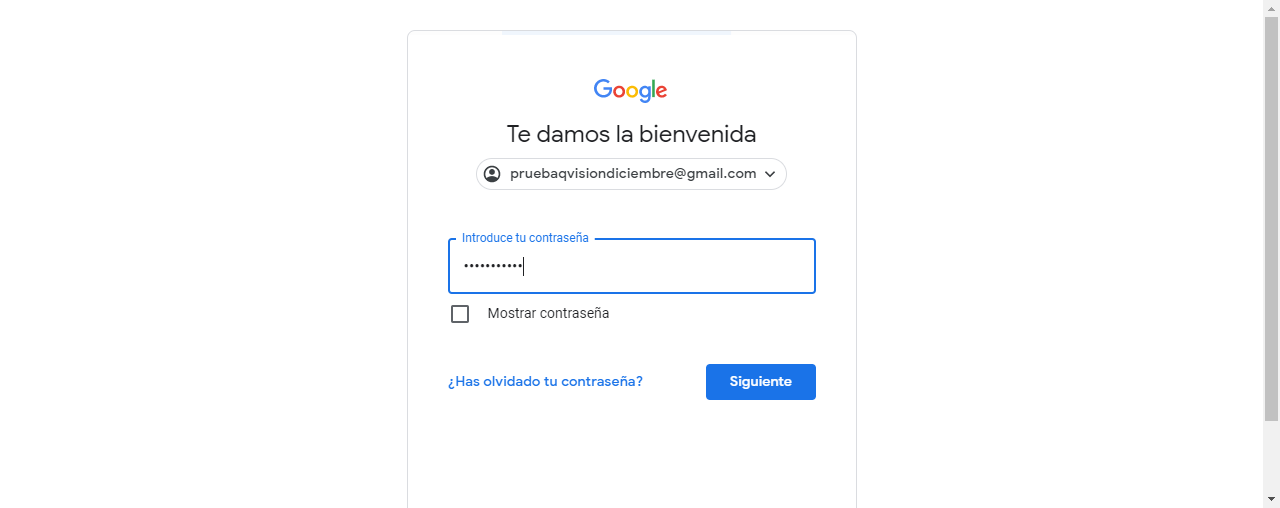 Google
Te damos la bienvenida
pruebaqvisiondiciembre@gmail.com
Introduce tu contraseña
•••••••••••
Mostrar contraseña
¿Has olvidado tu contraseña?
Siguiente